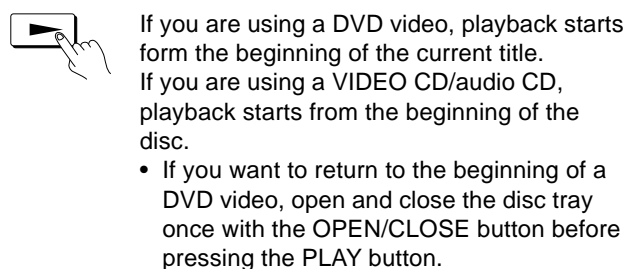 If you are using a DVD video, playback starts
form the beginning of the current title.
If you are using a VIDEO CD/audio CD,
playback starts from the beginning of the
disc.
• If you want to return to the beginning of a
DVD video, open and close the disc tray
once with the OPEN/CLOSE button before
pressing the PLAY button.